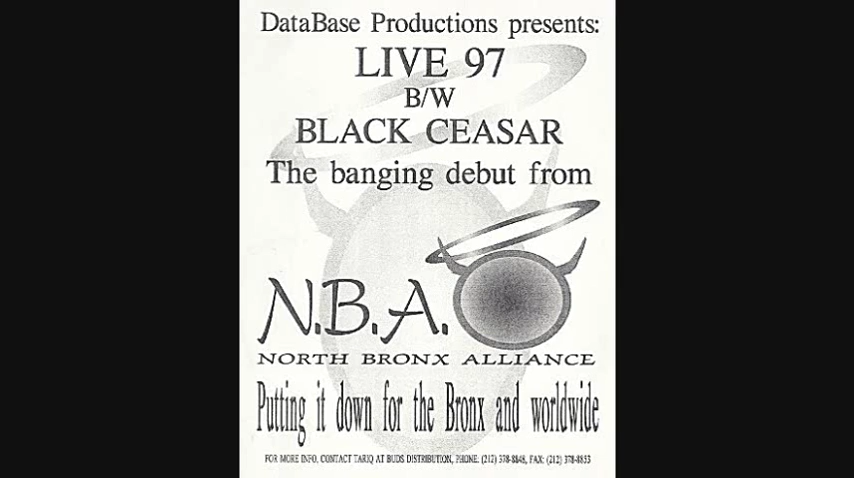 DataBase Productions presents:
LIVE 97
B/W
BLACK CEASAR
The banging debut from
N.B.A.
NORTH BRONX ALLIANCE
Putting it down for the Bronx and worldwide
FOR MORE INFO. CONTACT TARIQ AT BUDS DISTRIBUTION, PHONE: (212) 378-8848, FAX: (212) 378-8833